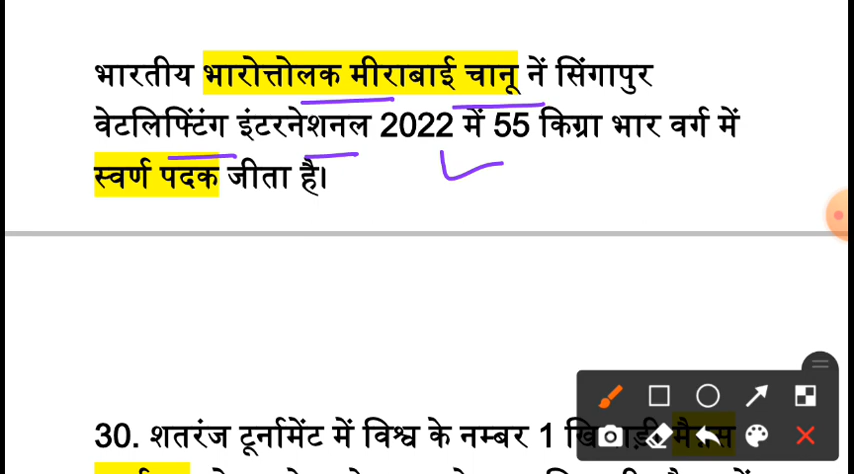 भारतीय भारोत्तोलक मीराबाई चानू नें सिंगापुर
वेटलिफ्टिंग इंटरनेशनल 2022 में 55 किग्रा भार वर्ग में
स्वर्ण पदक जीता है।
30. शतरंज टूर्नामेंट में विश्व के नम्बर 1